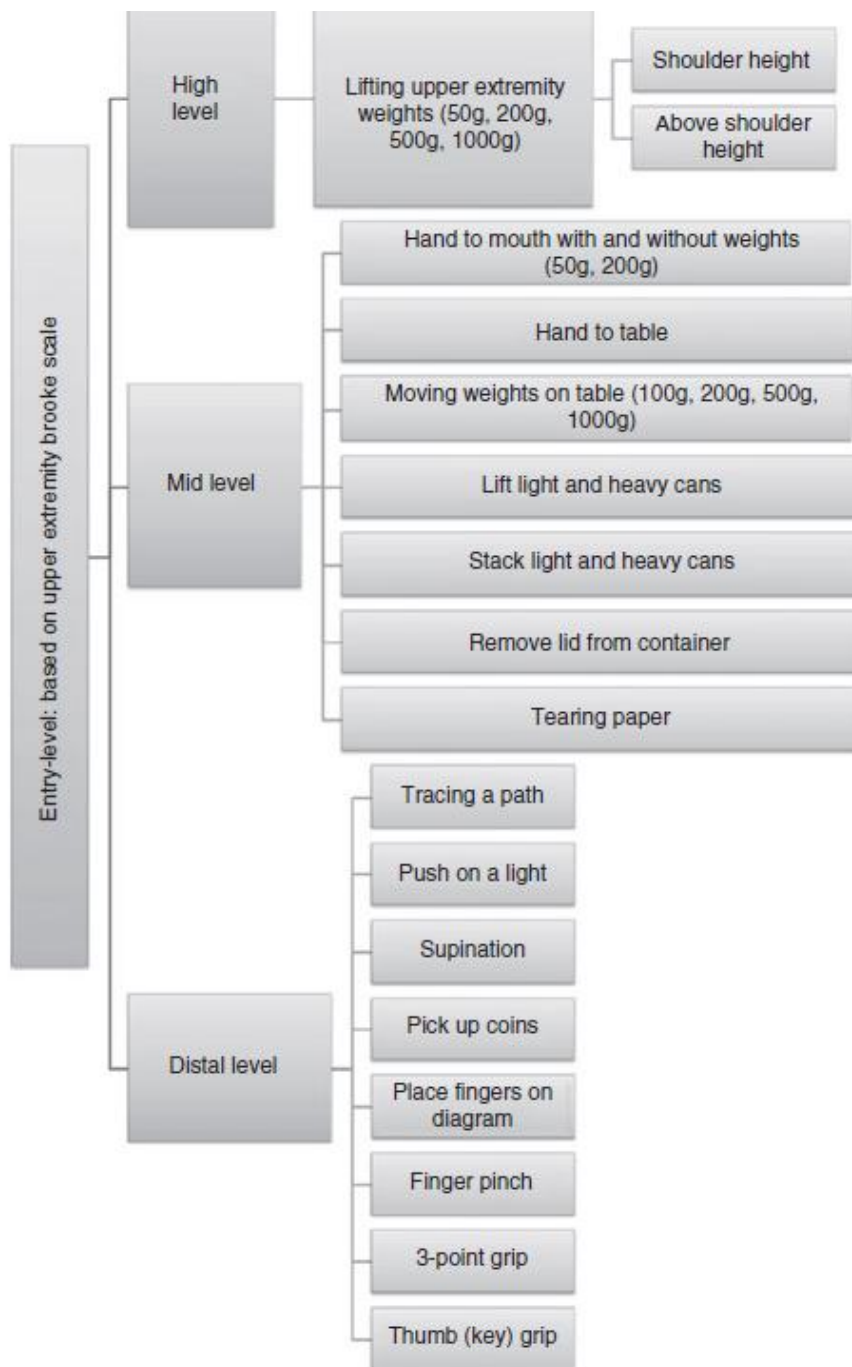 Entry-level: based on upper extremity brooke scale
High
level
Lifting upper extremity
weights (50g, 200g,
500g, 1000g)
Shoulder height
Above shoulder
height
Mid level
Hand to mouth with and without weights
(50g, 200g)
Hand to table
Moving weights on table (100g, 200g, 500g,
1000g)
Lift light and heavy cans
Stack light and heavy cans
Remove lid from container
Tearing paper
Distal level
Tracing a path
Push on a light
Supination
Pick up coins
Place fingers on
diagram
Finger pinch
3-point grip
Thumb (key) grip